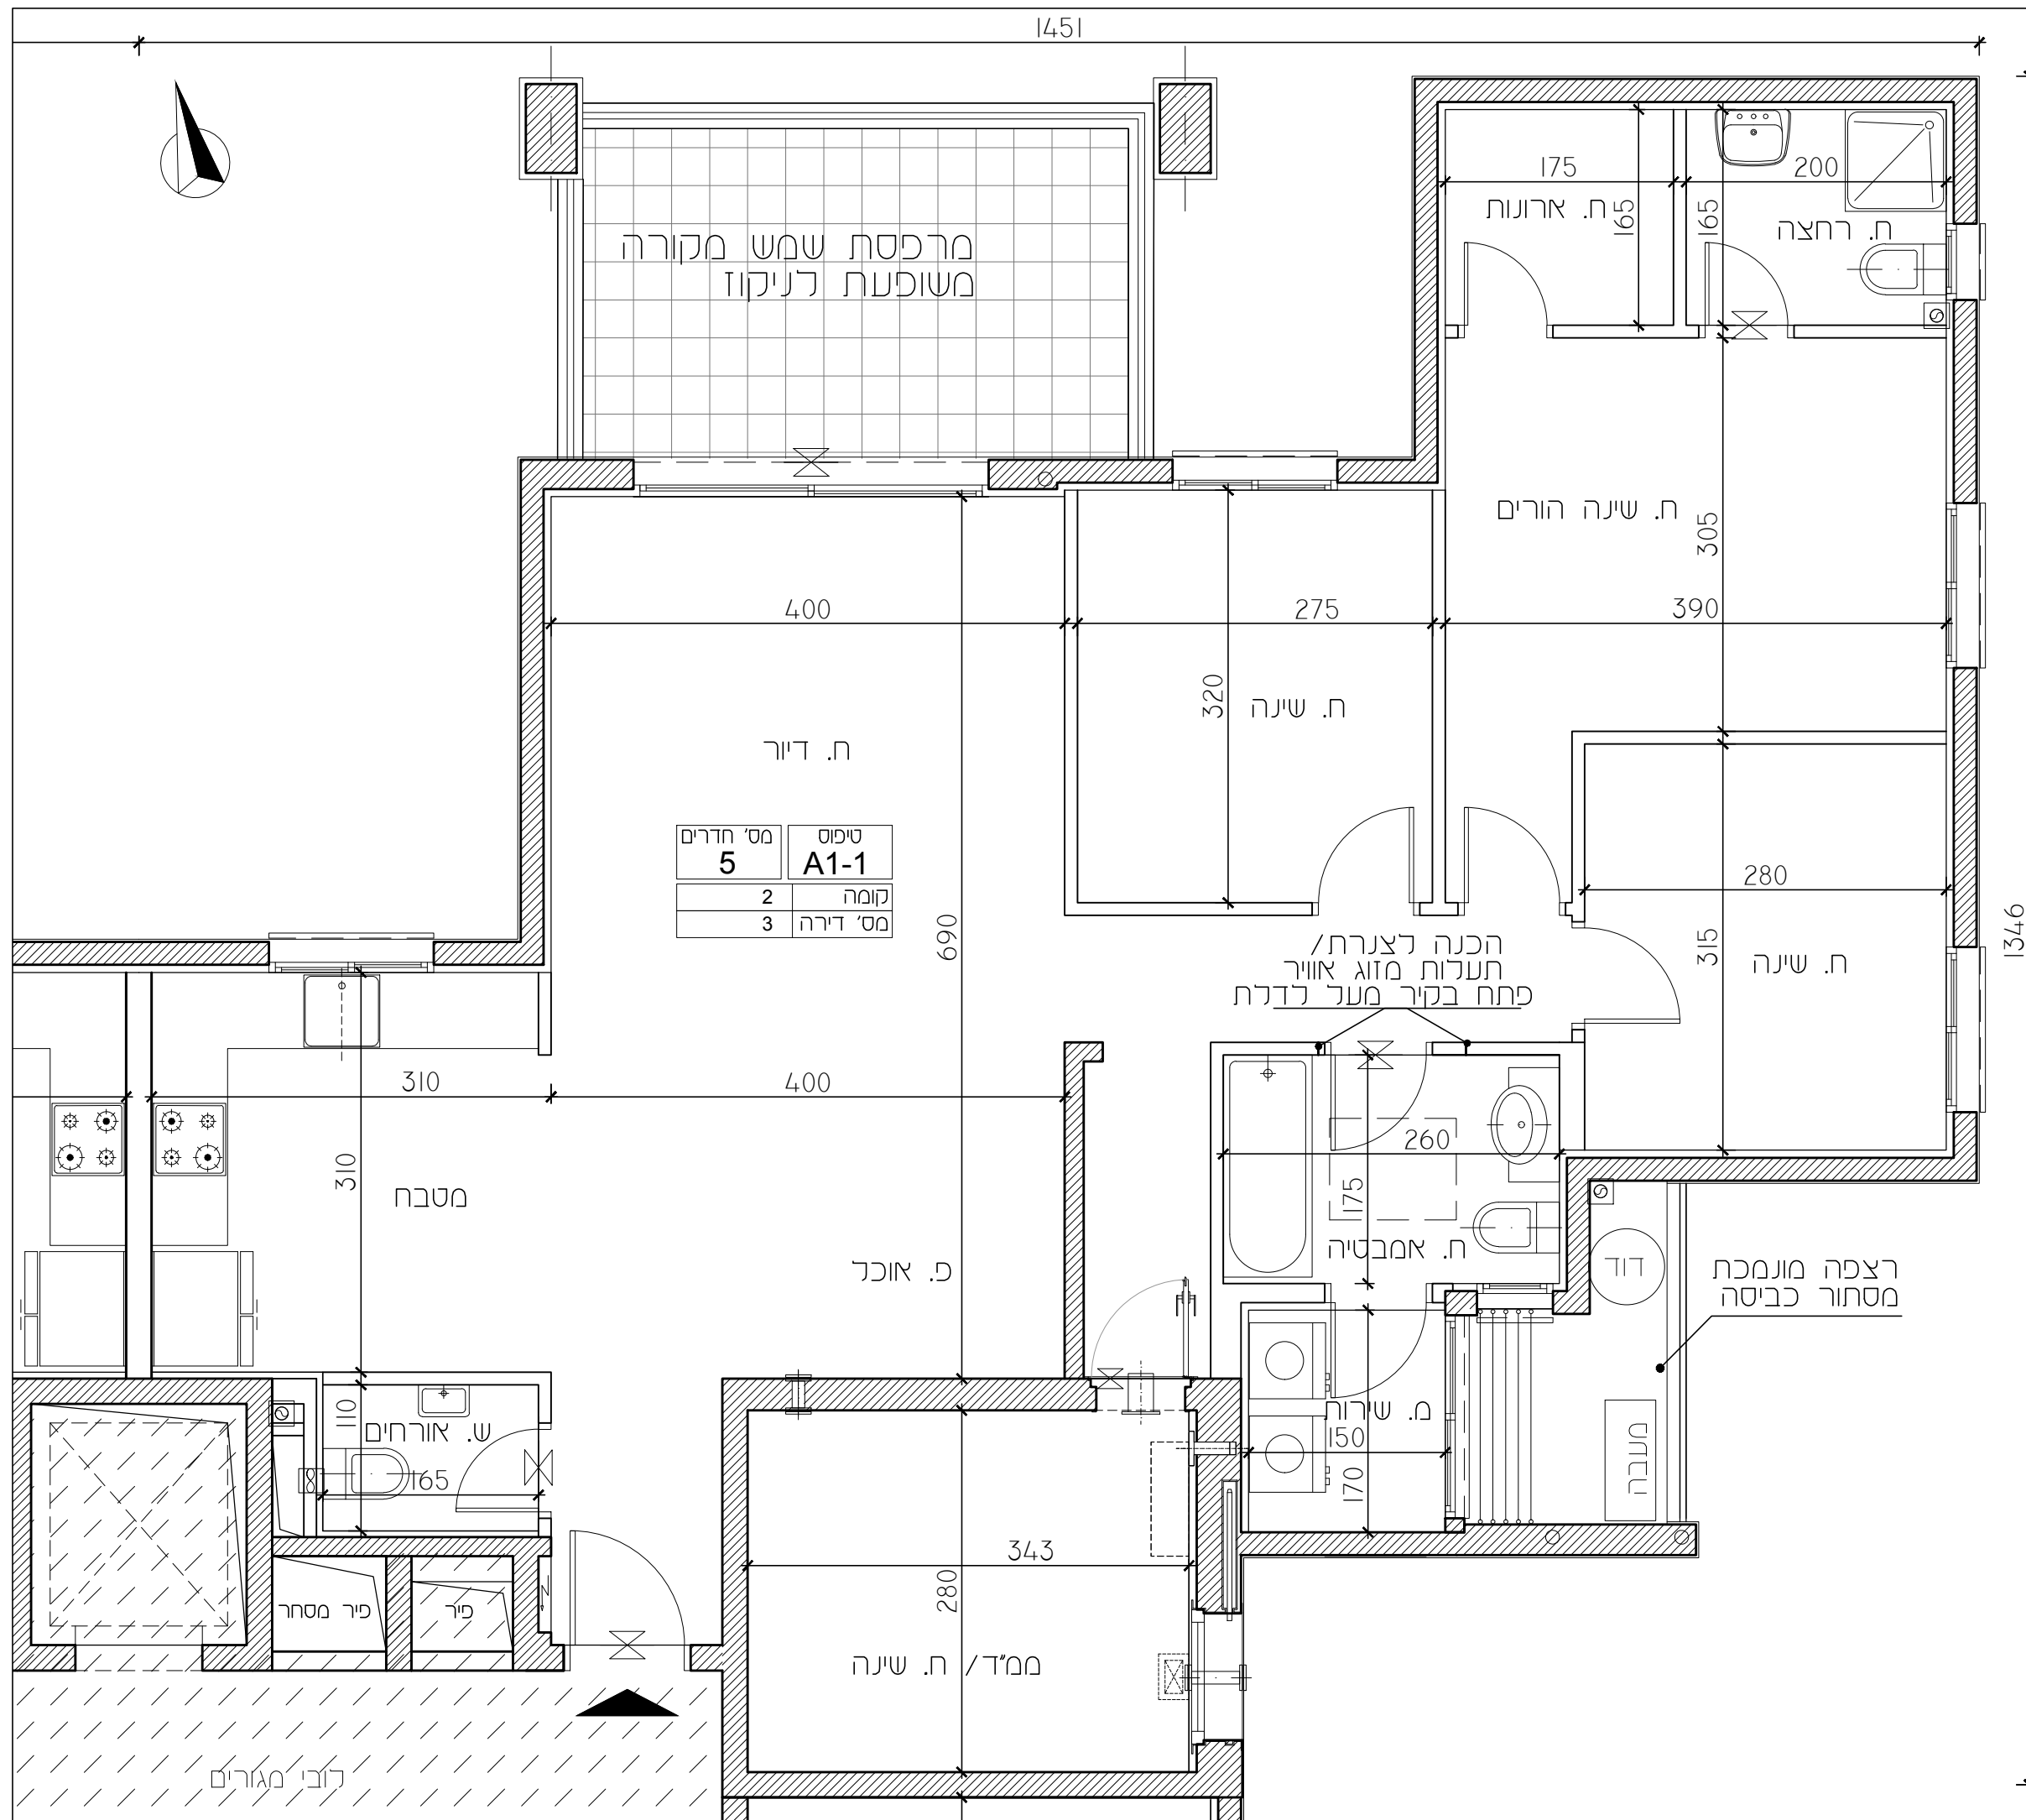 1451
175
200
ח. ארונות
165
165
ח. רחצה
מרפסת שמש מקורה
משופעת לניקוז
ח. שינה הורים
305
400
275
390
320
ח. שינה
ח. דיור
טיפוס
A1-1
מס' חדרים
5
קומה
2
מס' דירה
3
280
690
315
1346
הכנה לצנרת/
תעלות מזוג אוויר
פתח בקיר מעל לדלת
ח. שינה
310
400
310
260
175
מטבח
ח. אמבטיה
פ. אוכל
דוד
רצפה מונמכת
מסתור כביסה
110
ש. אורחים
165
מ. שירות
150
170
מעבה
343
280
פיר מסחר
פיר
ממ"ד/ ח. שינה
לובי מגורים